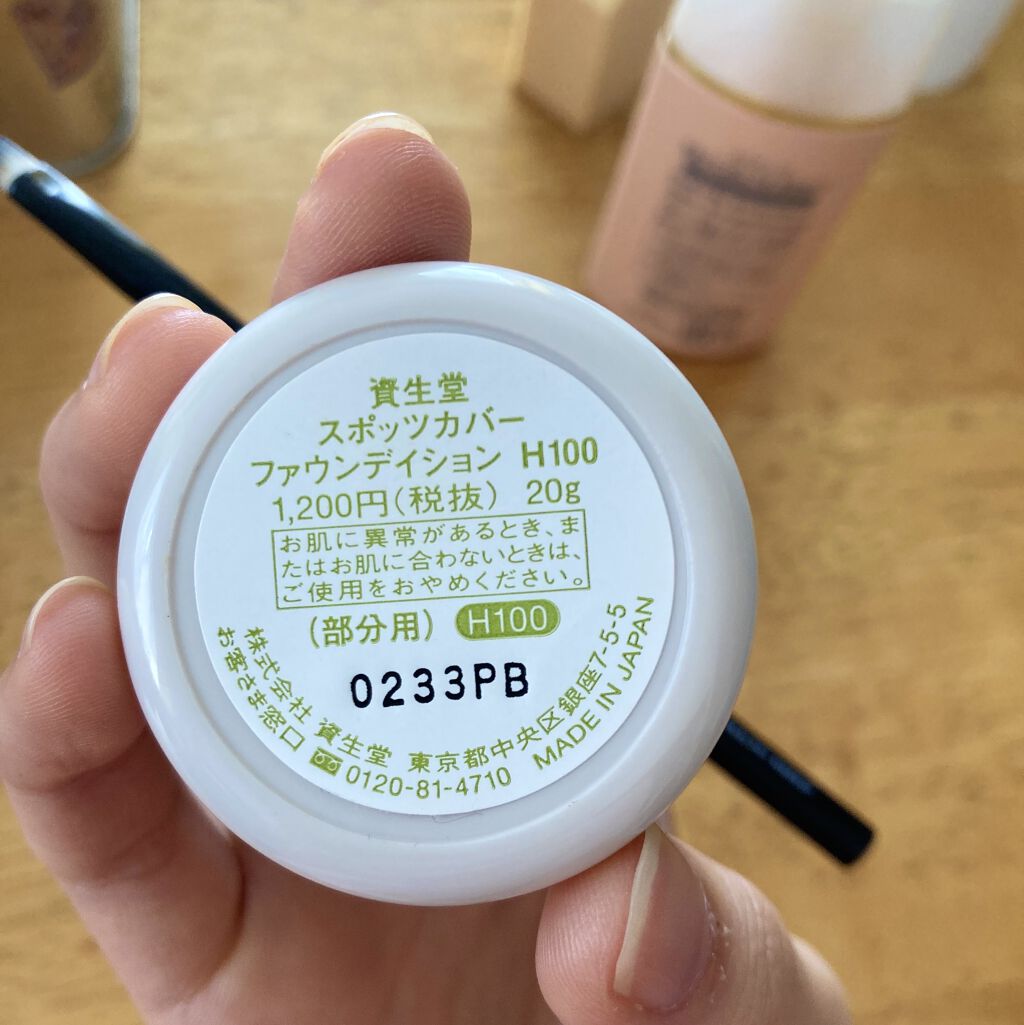 資生堂
スポッツカバー
ファウンデイション H100
1,200円(税抜) 20g
お肌に異常があるとき、ま
たはお肌に合わないときは、
ご使用をおやめください。
(部分用) H100
0233PB
株式会社 資生堂 東京都中央区銀座7-5-5
お客さま窓口 0120-81-4710 MADE IN JAPAN